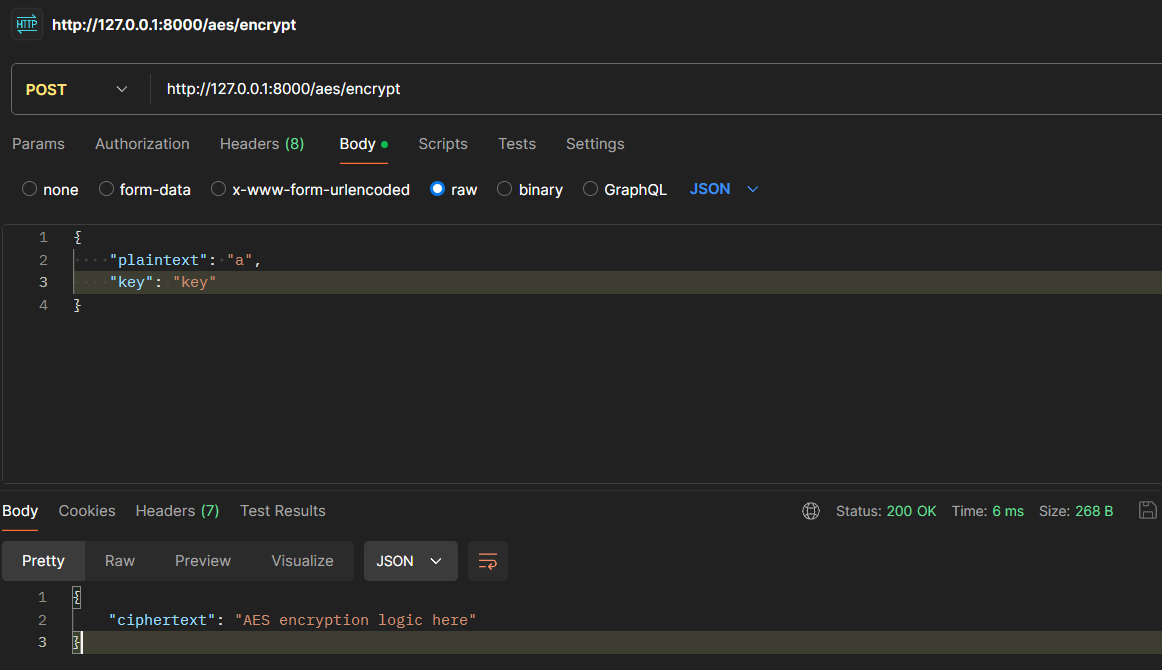 HTTP http://127.0.0.1:8000/aes/encrypt
POST http://127.0.0.1:8000/aes/encrypt
Params Authorization Headers (8) Body Scripts Tests Settings
none form-data x-www-form-urlencoded raw binary GraphQL JSON
1 {
2 ····"plaintext":·"a",
3 ····"key":·"key"
4 }
Body Cookies Headers (7) Test Results Status: 200 OK Time: 6 ms Size: 268 B
Pretty Raw Preview Visualize JSON
1 {
2 "ciphertext": "AES encryption logic here"
3 }